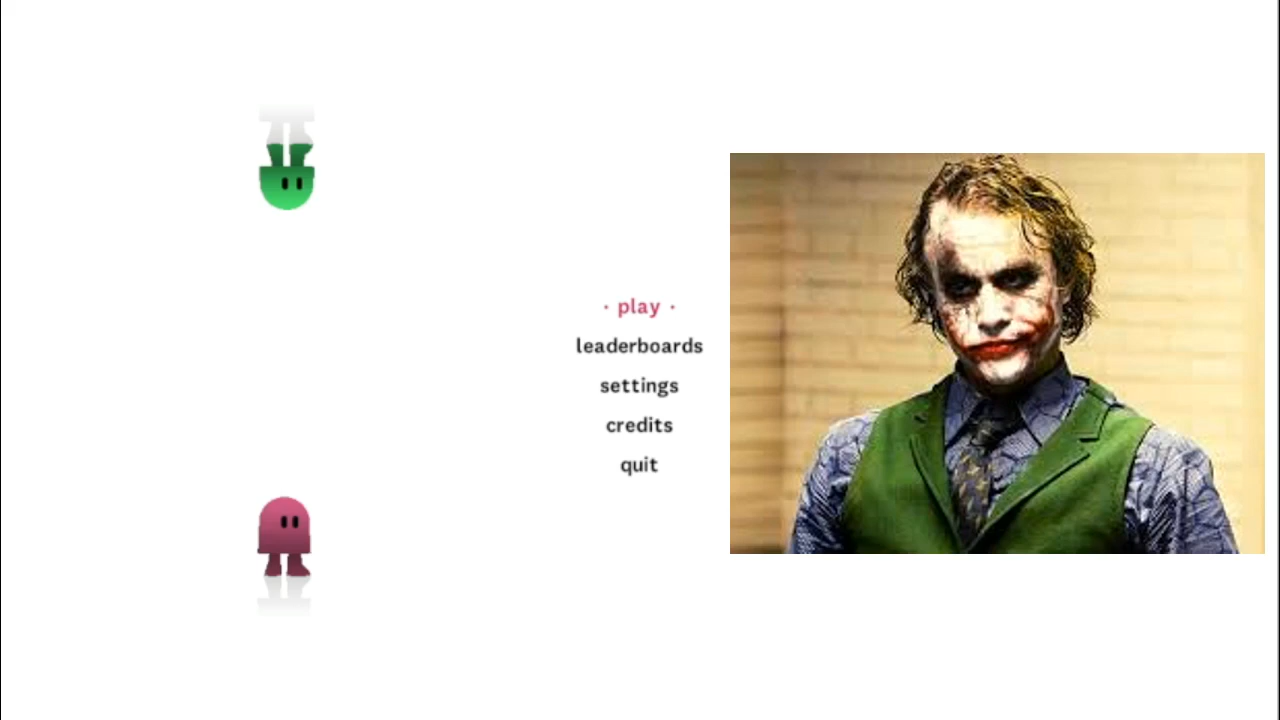 · play ·
leaderboards
settings
credits
quit